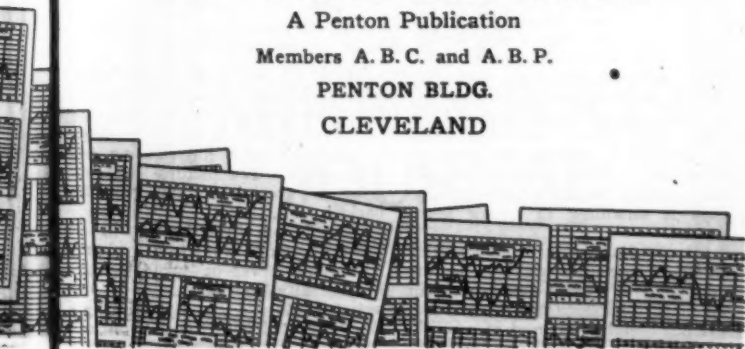 A Penton Publication
Members A. B. C. and A. B. P.
PENTON BLDG.
CLEVELAND